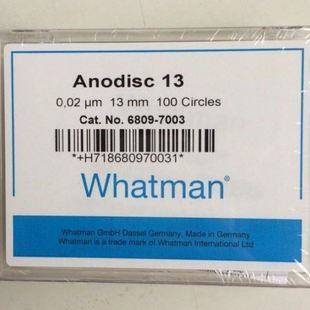 Anodisc 13
0,02 µm 13 mm 100 Circles
Cat. No. 6809-7003
*+H718680970031*
Whatman®
Whatman GmbH Dassel Germany, Made in Germany
Whatman is a trade mark of Whatman International Ltd